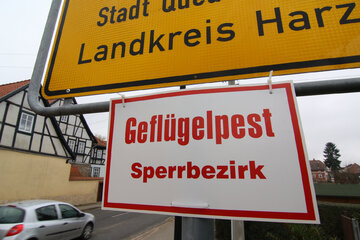 Stadt
Landkreis Harz
Geflügelpest
Sperrbezirk